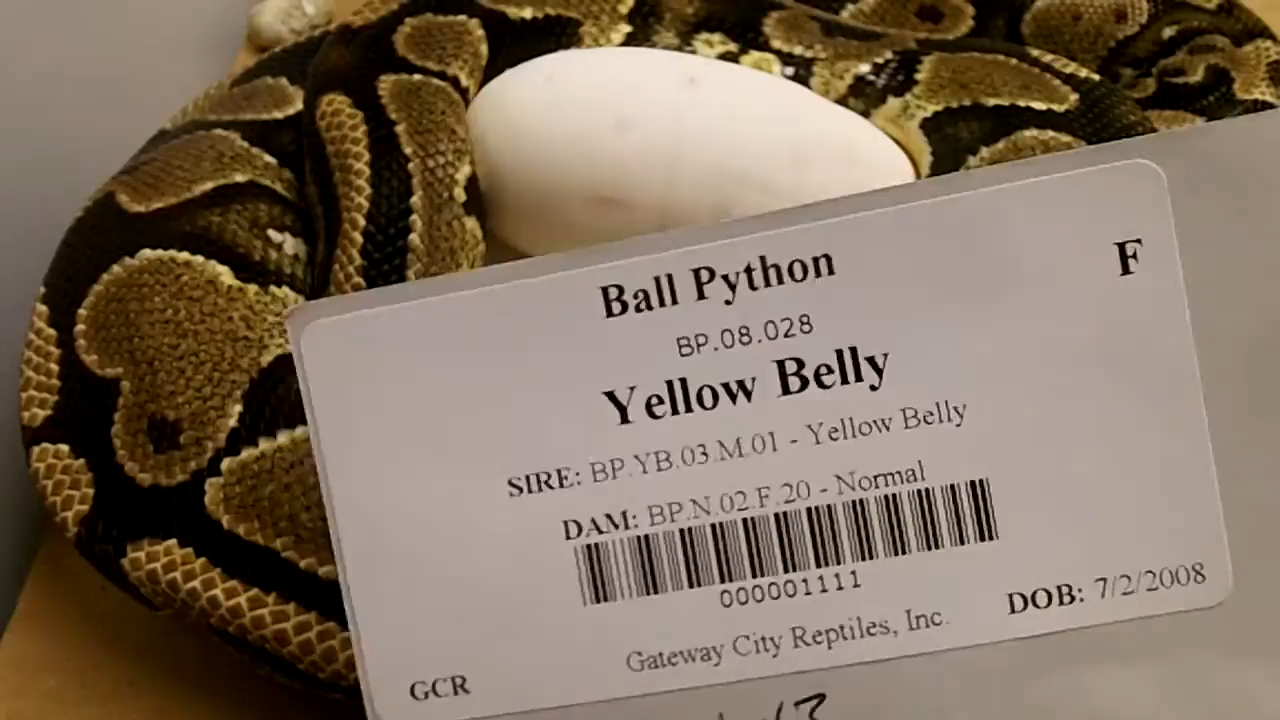 Ball Python
F
BP.08.028
Yellow Belly
SIRE: BP.YB.03.M.01 - Yellow Belly
DAM: BP.N.02.F.20 - Normal
000001111
DOB: 7/2/2008
Gateway City Reptiles, Inc.
GCR